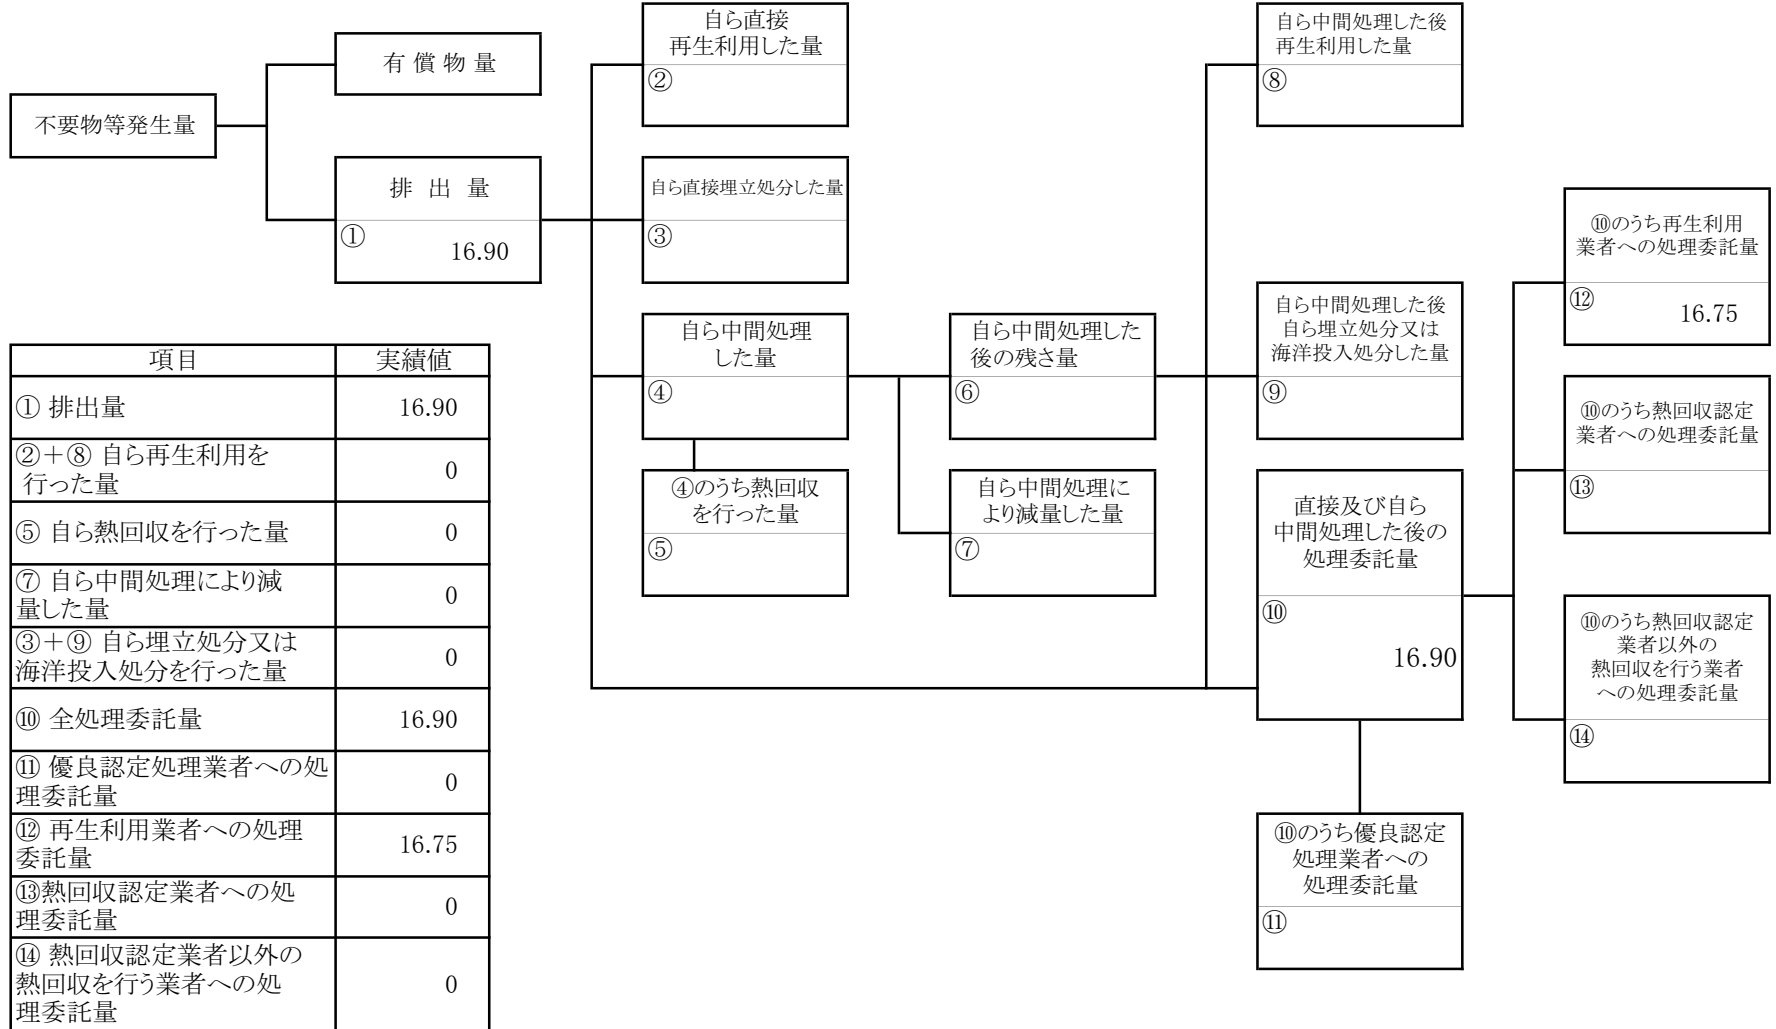 不要物等発生量
有償物量
排出量
①
16.90
自ら直接
再生利用した量
②
自ら直接埋立処分した量
③
自ら中間処理
した量
④
④のうち熱回収
を行った量
⑤
自ら中間処理した
後の残さ量
⑥
自ら中間処理に
より減量した量
⑦
自ら中間処理した後
再生利用した量
⑧
自ら中間処理した後
自ら埋立処分又は
海洋投入処分した量
⑨
直接及び自ら
中間処理した後の
処理委託量
⑩
16.90
⑩のうち優良認定
処理業者への
処理委託量
⑪
⑩のうち再生利用
業者への処理委託量
⑫
16.75
⑩のうち熱回収認定
業者への処理委託量
⑬
⑩のうち熱回収認定
業者以外の
熱回収を行う業者
への処理委託量
⑭
項目 実績値
① 排出量 16.90
②+⑧ 自ら再生利用を
行った量 0
⑤ 自ら熱回収を行った量 0
⑦ 自ら中間処理により減
量した量 0
③+⑨ 自ら埋立処分又は
海洋投入処分を行った量 0
⑩ 全処理委託量 16.90
⑪ 優良認定処理業者への処
理委託量 0
⑫ 再生利用業者への処理
委託量 16.75
⑬熱回収認定業者への処
理委託量 0
⑭ 熱回収認定業者以外の
熱回収を行う業者への処
理委託量 0